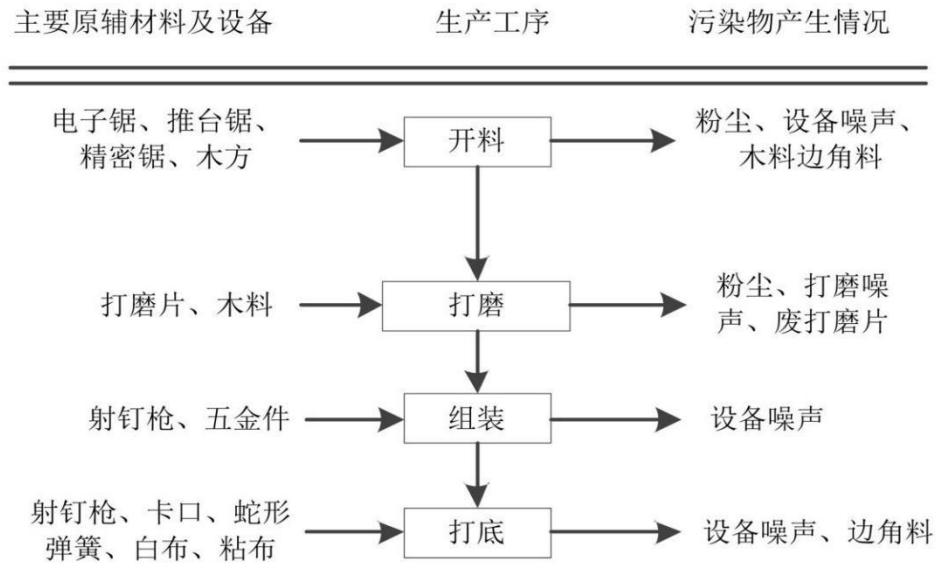 主要原辅材料及设备 生产工序 污染物产生情况
电子锯、推台锯、
精密锯、木方
开料
粉尘、设备噪声、
木料边角料
打磨片、木料
打磨
粉尘、打磨噪
声、废打磨片
射钉枪、五金件
组装
设备噪声
射钉枪、卡口、蛇形
弹簧、白布、粘布
打底
设备噪声、边角料